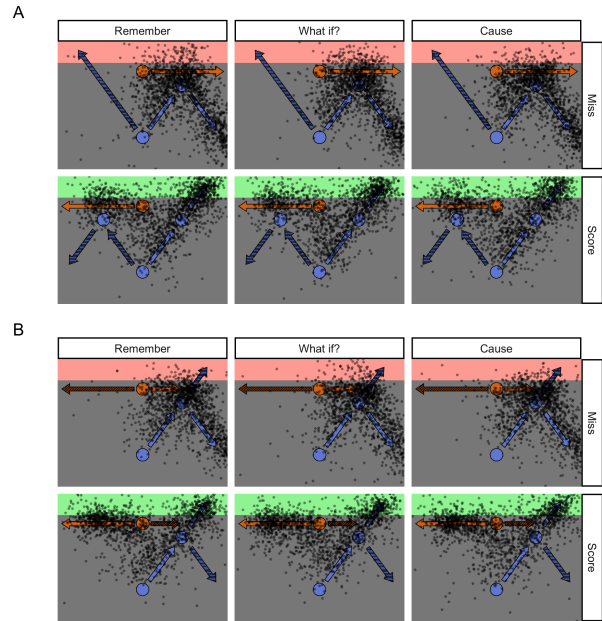 A
Remember What if? Cause
Miss
Score
B
Remember What if? Cause
Miss
Score